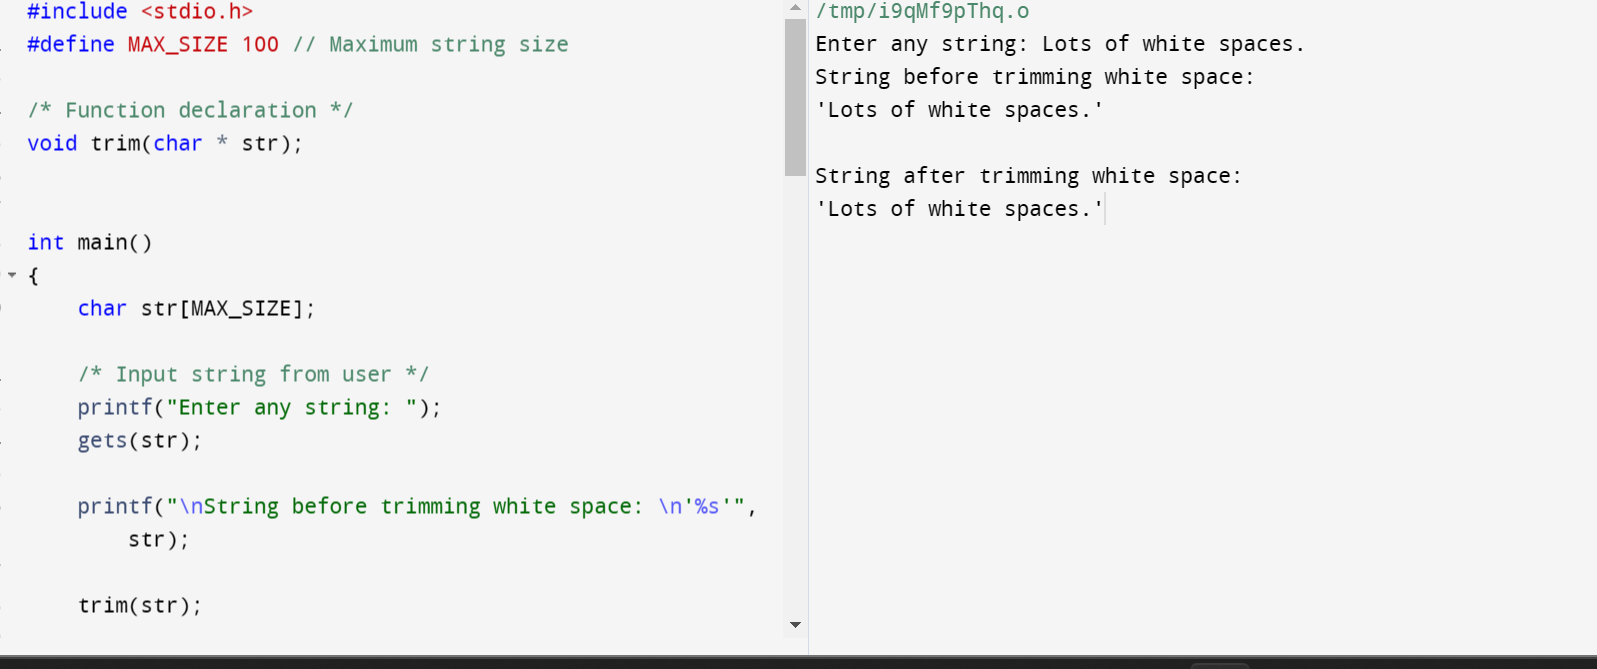 #include <stdio.h>
#define MAX_SIZE 100 // Maximum string size
/* Function declaration */
void trim(char * str);
int main()
{
    char str[MAX_SIZE];
    /* Input string from user */
    printf("Enter any string: ");
    gets(str);
    printf("\nString before trimming white space: \n'%s'",
        str);
    trim(str);
/tmp/i9qMf9pThq.o
Enter any string: Lots of white spaces.
String before trimming white space:
'Lots of white spaces.'
String after trimming white space:
'Lots of white spaces.'